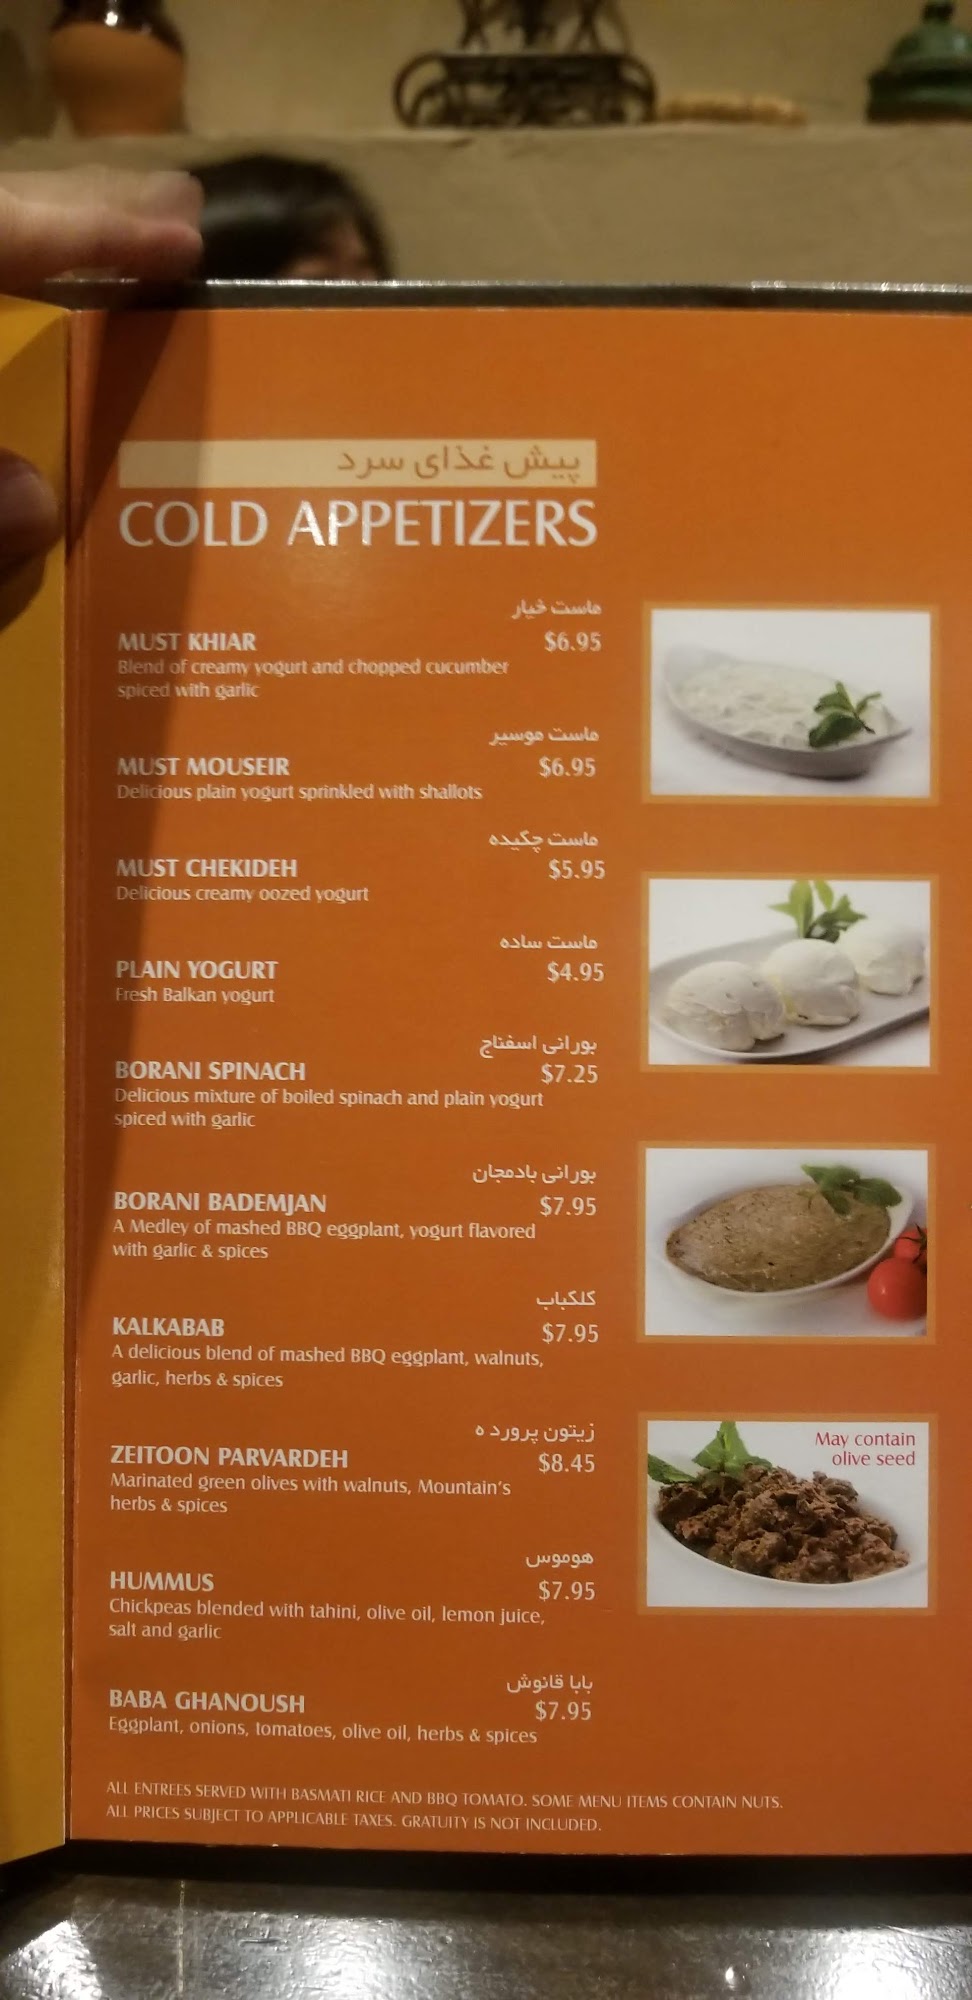 پیش غذای سرد
COLD APPETIZERS
ماست خیار
MUST KHIAR $6.95
Blend of creamy yogurt and chopped cucumber
spiced with garlic
ماست موسیر
MUST MOUSEIR $6.95
Delicious plain yogurt sprinkled with shallots
ماست چکیده
MUST CHEKIDEH $5.95
Delicious creamy oozed yogurt
ماست ساده
PLAIN YOGURT $4.95
Fresh Balkan yogurt
بورانی اسفناج
BORANI SPINACH $7.25
Delicious mixture of boiled spinach and plain yogurt
spiced with garlic
بورانی بادمجان
BORANI BADEMJAN $7.95
A Medley of mashed BBQ eggplant, yogurt flavored
with garlic & spices
کلکباب
KALKABAB $7.95
A delicious blend of mashed BBQ eggplant, walnuts,
garlic, herbs & spices
زیتون پرورد ه
ZEITOON PARVARDEH $8.45
Marinated green olives with walnuts, Mountain's
herbs & spices
هوموس
HUMMUS $7.95
Chickpeas blended with tahini, olive oil, lemon juice,
salt and garlic
بابا قانوش
BABA GHANOUSH $7.95
Eggplant, onions, tomatoes, olive oil, herbs & spices
May contain
olive seed
ALL ENTREES SERVED WITH BASMATI RICE AND BBQ TOMATO. SOME MENU ITEMS CONTAIN NUTS.
ALL PRICES SUBJECT TO APPLICABLE TAXES. GRATUITY IS NOT INCLUDED.